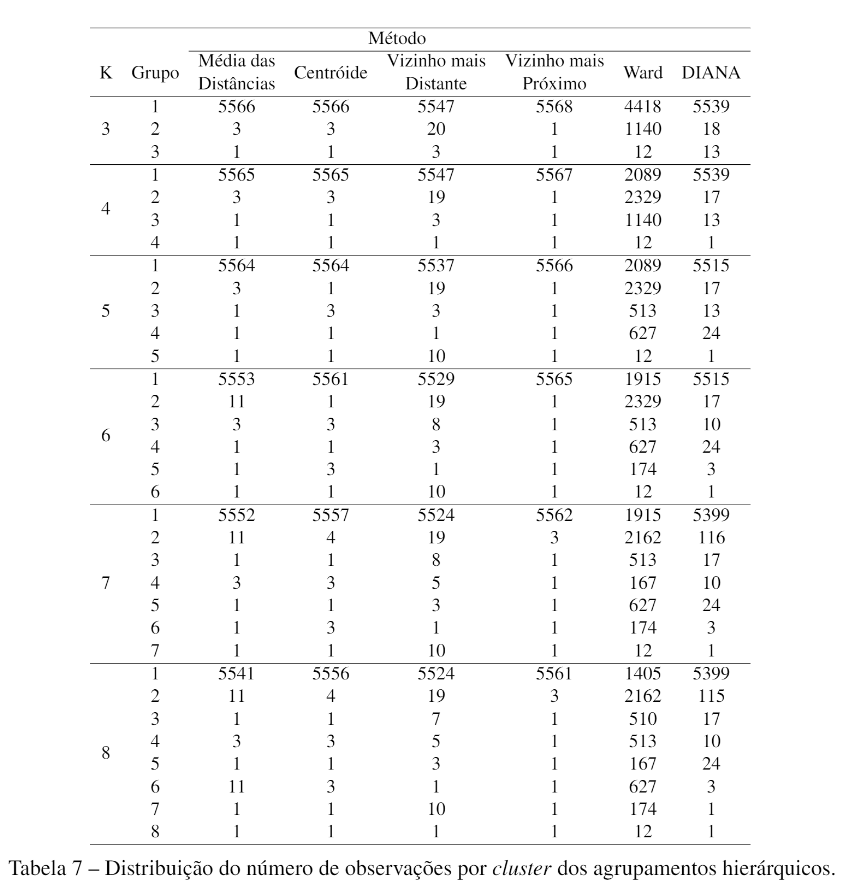 Método
K Grupo Média das Distâncias Centróide Vizinho mais Distante Vizinho mais Próximo Ward DIANA
3
1 5566 5566 5547 5568 4418 5539
2 3 3 20 1 1140 18
3 1 1 3 1 12 13
4
1 5565 5565 5547 5567 2089 5539
2 3 3 19 1 2329 17
3 1 1 3 1 1140 13
4 1 1 1 1 12 1
5
1 5564 5564 5537 5566 2089 5515
2 3 1 19 1 2329 17
3 1 3 3 1 513 13
4 1 1 1 1 627 24
5 1 1 10 1 12 1
6
1 5553 5561 5529 5565 1915 5515
2 11 1 19 1 2329 17
3 3 3 8 1 513 10
4 1 1 3 1 627 24
5 1 3 1 1 174 3
6 1 1 10 1 12 1
7
1 5552 5557 5524 5562 1915 5399
2 11 4 19 3 2162 116
3 1 1 8 1 513 17
4 3 3 5 1 167 10
5 1 1 3 1 627 24
6 1 3 1 1 174 3
7 1 1 10 1 12 1
8
1 5541 5556 5524 5561 1405 5399
2 11 4 19 3 2162 115
3 1 1 7 1 510 17
4 3 3 5 1 513 10
5 1 1 3 1 167 24
6 11 3 1 1 627 3
7 1 1 10 1 174 1
8 1 1 1 1 12 1
Tabela 7 – Distribuição do número de observações por cluster dos agrupamentos hierárquicos.